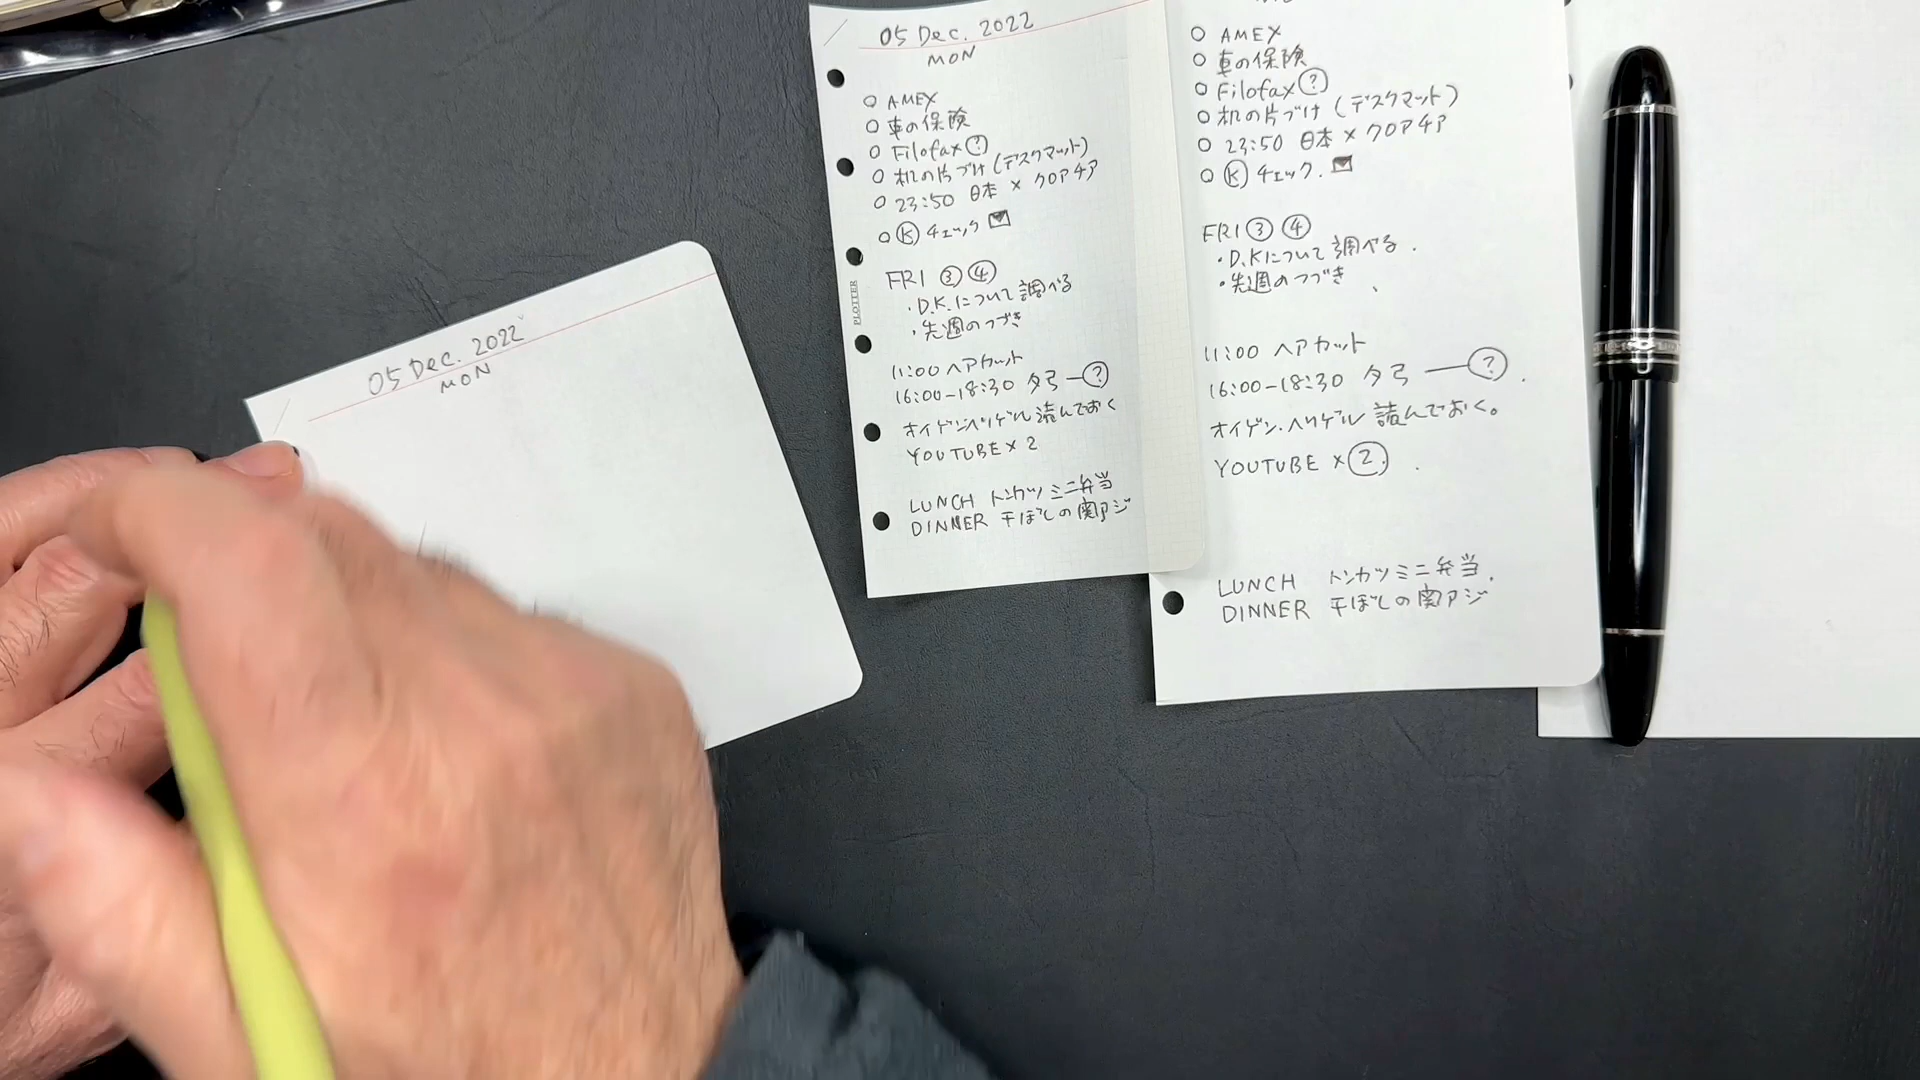 05 Dec. 2022
MON
05 Dec. 2022
MON
○ AMEX
○ 車の保険
○ Filofax ?
○ 机の片づけ (デスクマット)
○ 23:50 日本 × クロアチア
○ K チェック
FRI ③ ④
・D.K.について調べる
・先週のつづき
11:00 ヘアカット
16:00-18:30 夕弓 — ?
オイゲンヘリゲル読んでおく
YOUTUBE × 2
LUNCH トンカツミニ弁当
DINNER 干ぼしの関アジ
PLOTTER
○ AMEX
○ 車の保険
○ Filofax ?
○ 机の片づけ (デスクマット)
○ 23:50 日本 × クロアチア
○ K チェック.
FRI ③ ④
・D.Kについて調べる.
・先週のつづき
11:00 ヘアカット
16:00-18:30 夕弓 — ?
オイゲン.ヘリゲル 読んでおく。
YOUTUBE × ②
LUNCH トンカツミニ弁当.
DINNER 干ぼしの関アジ